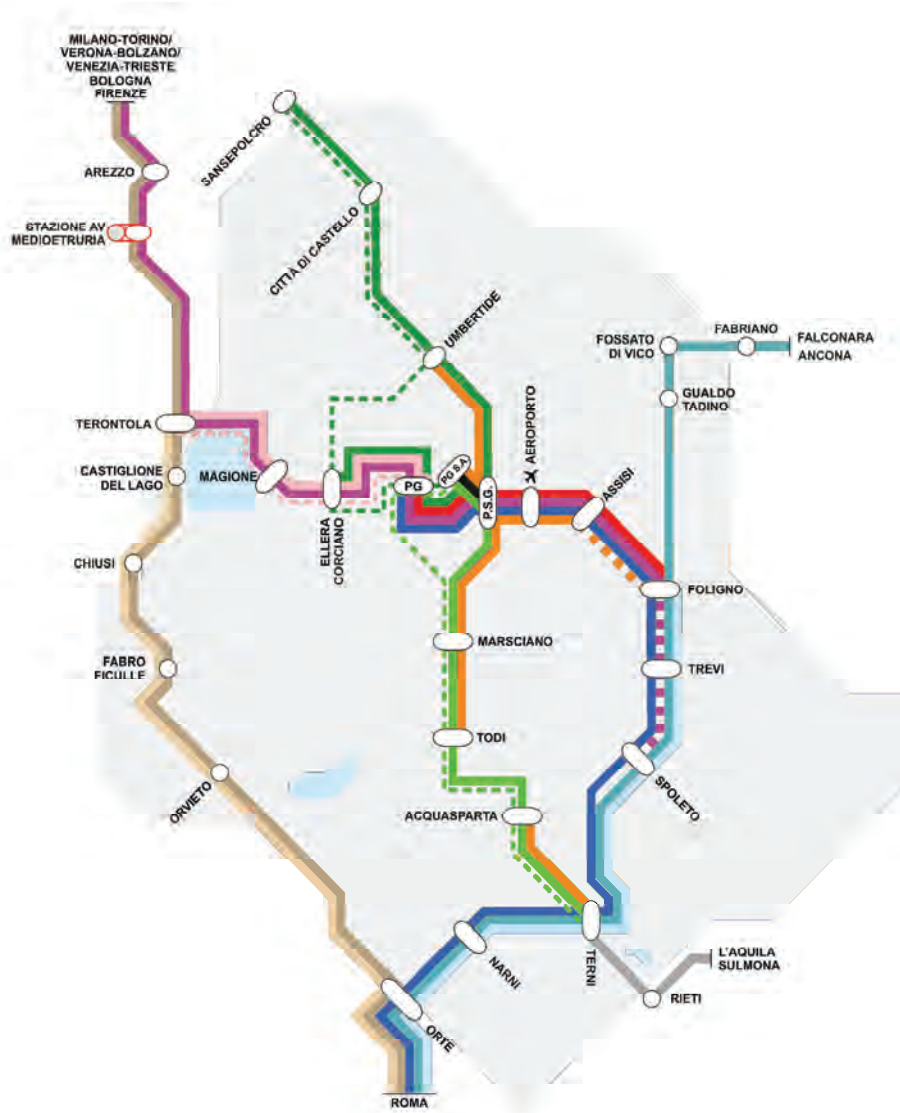 MILANO-TORINO/
VERONA-BOLZANO/
VENEZIA-TRIESTE
BOLOGNA
FIRENZE
SANSEPOLCRO
AREZZO
STAZIONE AV
MEDIOETRURIA
CITTÀ DI CASTELLO
UMBERTIDE
FOSSATO
DI VICO
FABRIANO
FALCONARA
ANCONA
GUALDO
TADINO
TERONTOLA
AEROPORTO
CASTIGLIONE
DEL LAGO
MAGIONE
PG
PG S.A
P.S.G.
ASSISI
ELLERA
CORCIANO
CHIUSI
FOLIGNO
MARSCIANO
FABRO
FICULLE
TREVI
TODI
ORVIETO
SPOLETO
ACQUASPARTA
NARNI
TERNI
L'AQUILA
SULMONA
RIETI
ORTE
ROMA